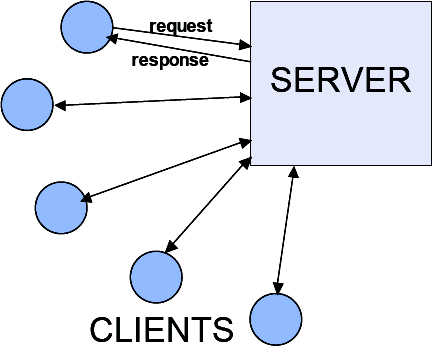 request
response
SERVER
CLIENTS